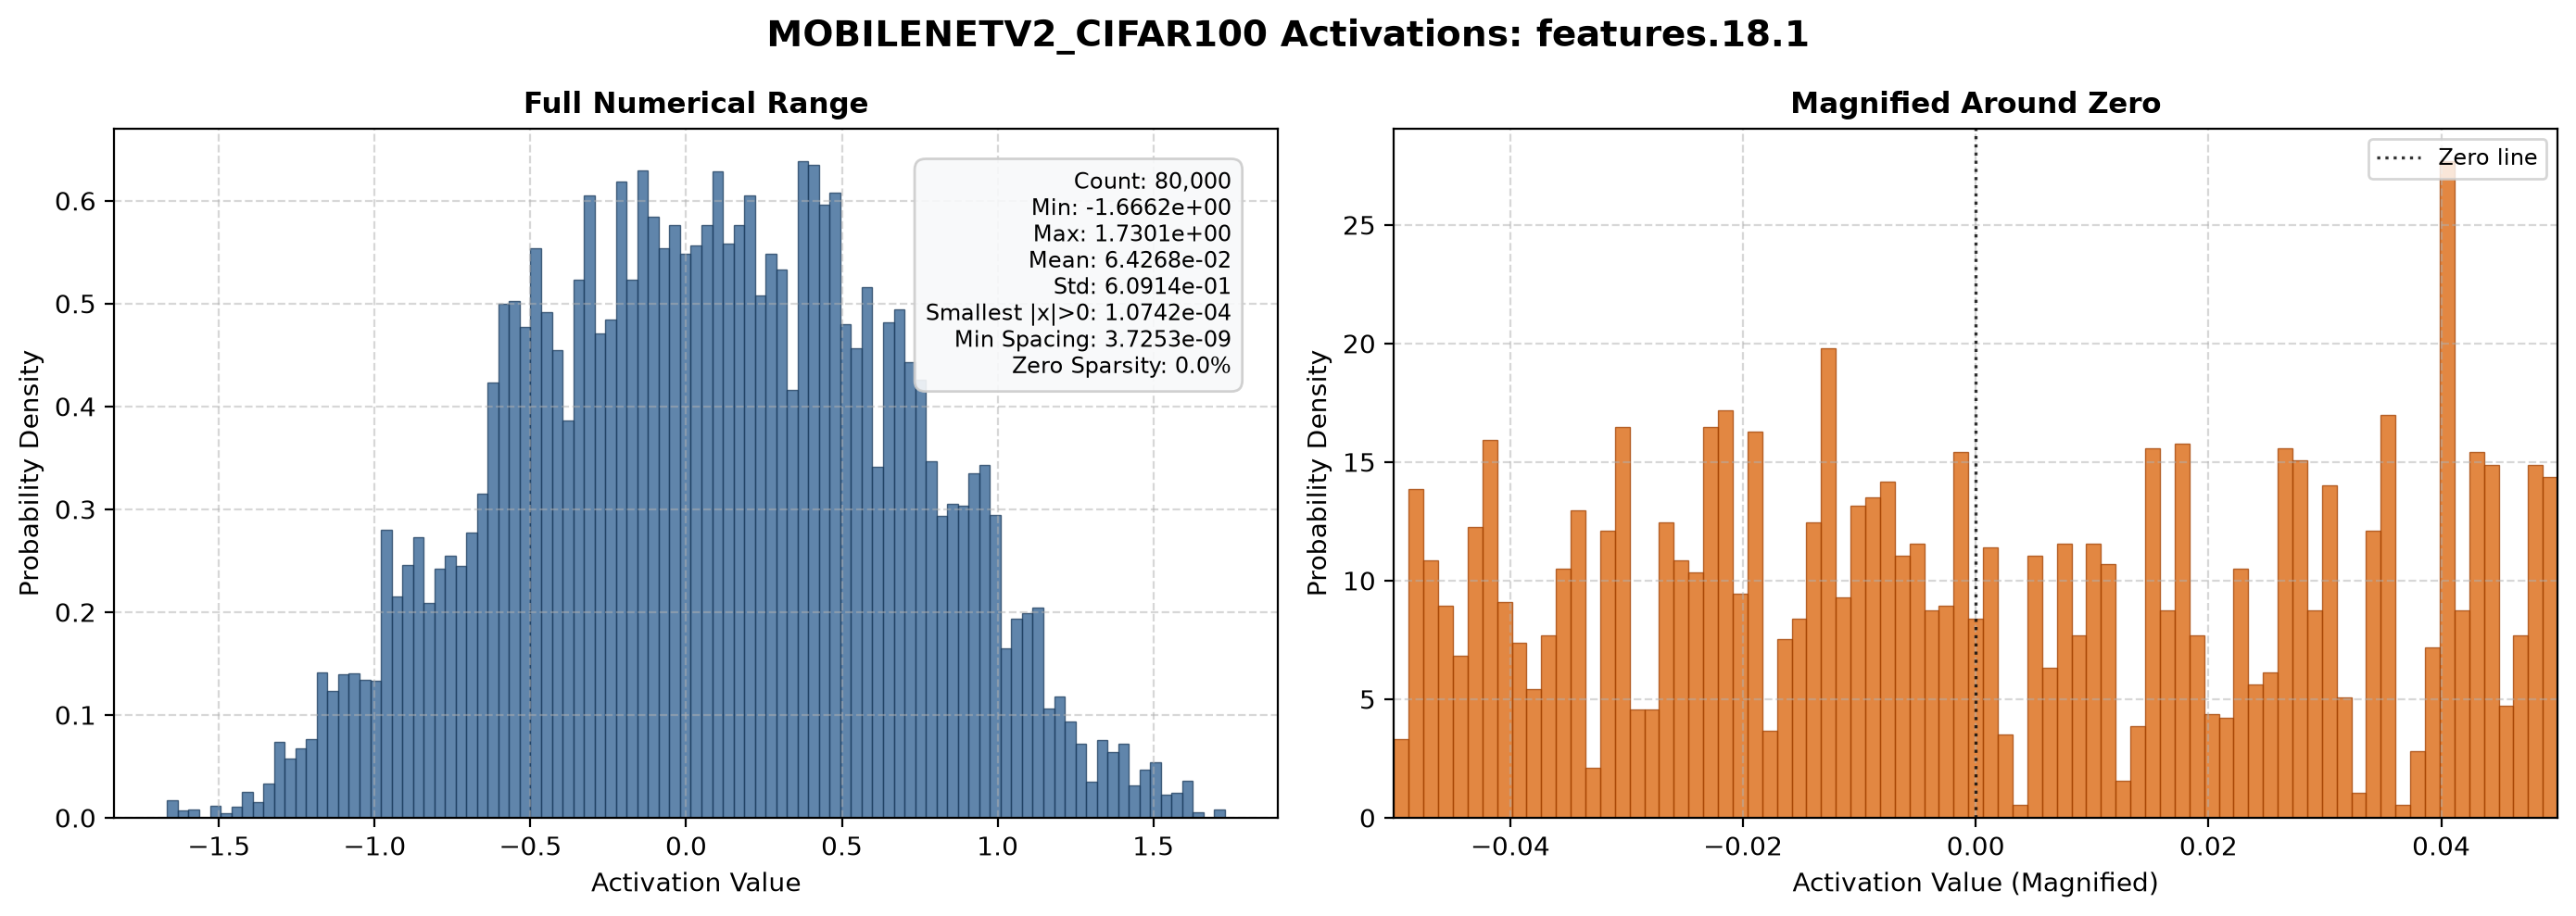 MOBILENETV2_CIFAR100 Activations: features.18.1
Full Numerical Range
Probability Density
0.6
0.5
0.4
0.3
0.2
0.1
0.0
Count: 80,000
Min: -1.6662e+00
Max: 1.7301e+00
Mean: 6.4268e-02
Std: 6.0914e-01
Smallest |x|>0: 1.0742e-04
Min Spacing: 3.7253e-09
Zero Sparsity: 0.0%
−1.5 −1.0 −0.5 0.0 0.5 1.0 1.5
Activation Value
Magnified Around Zero
Probability Density
25
20
15
10
5
0
Zero line
−0.04 −0.02 0.00 0.02 0.04
Activation Value (Magnified)